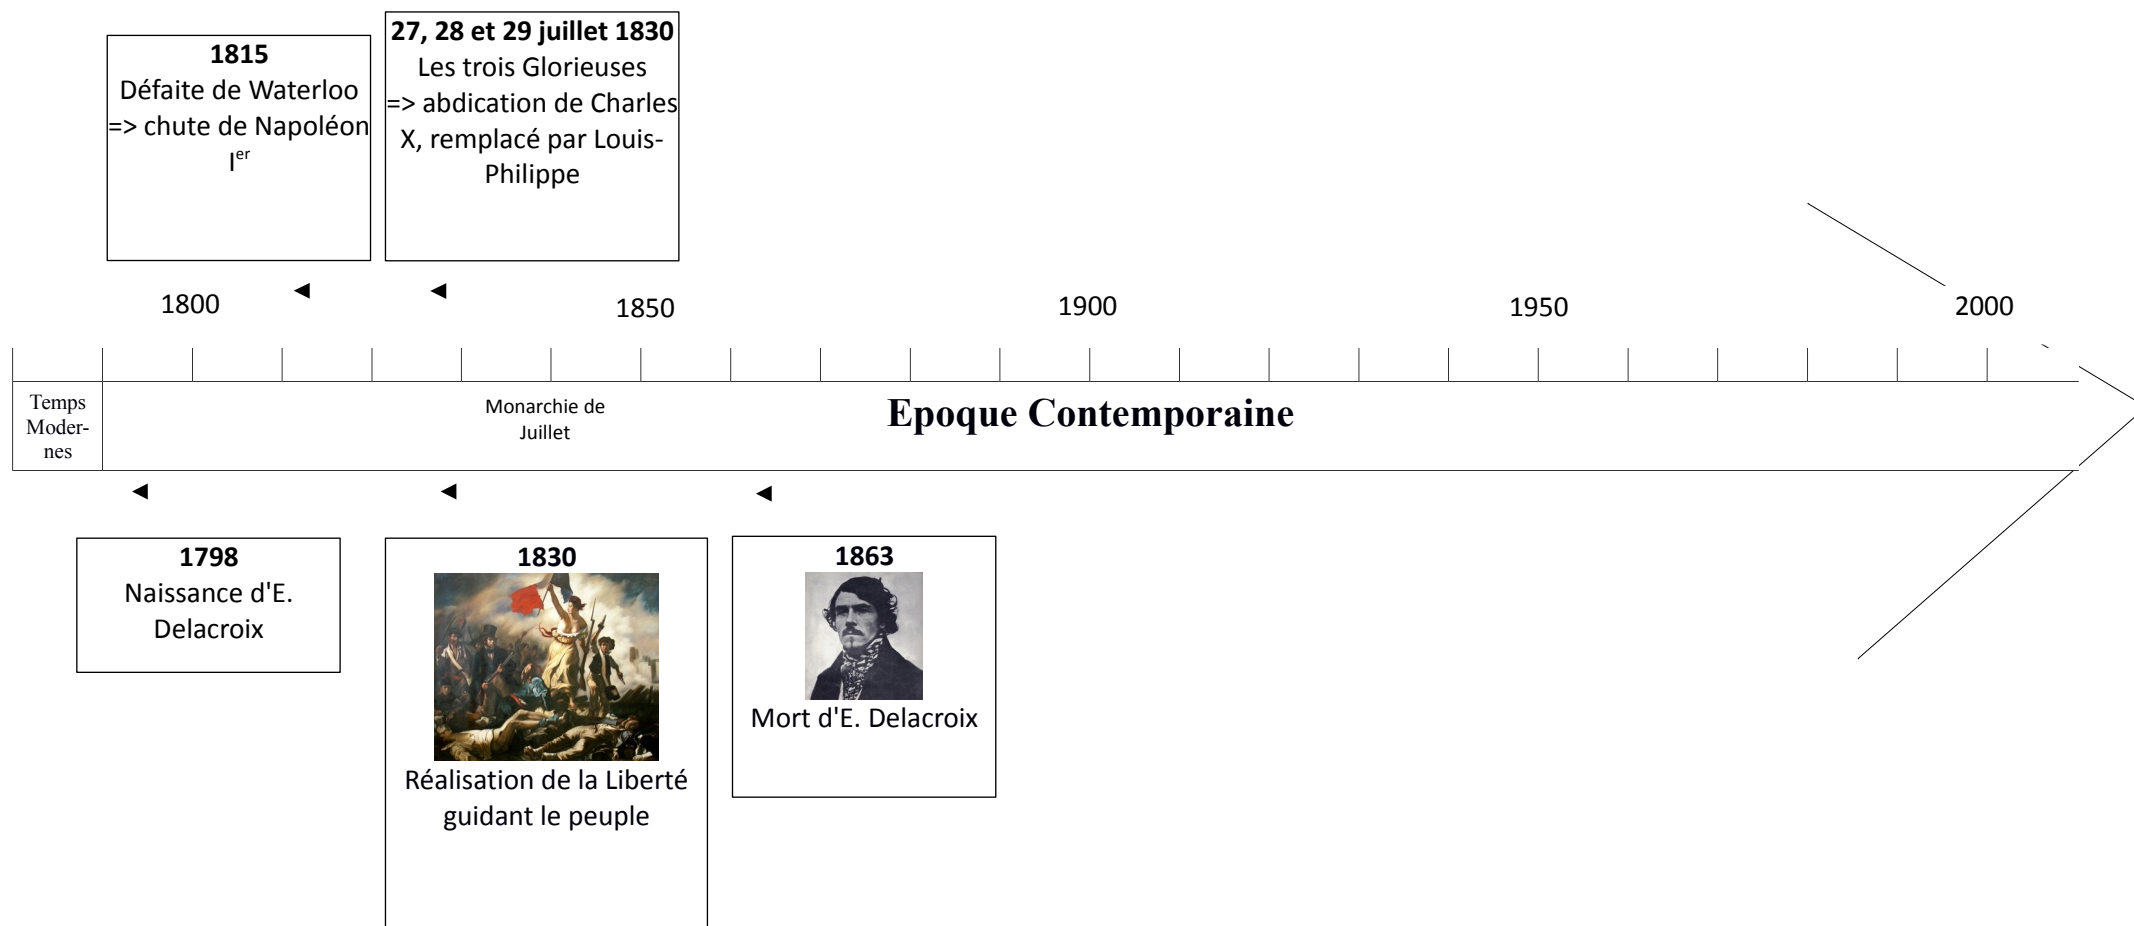 1815
Défaite de Waterloo
=> chute de Napoléon
Ier
27, 28 et 29 juillet 1830
Les trois Glorieuses
=> abdication de Charles
X, remplacé par Louis-
Philippe
1800
1850
1900
1950
2000
Temps
Moder-
nes
Monarchie de
Juillet
Epoque Contemporaine
1798
Naissance d'E.
Delacroix
1830
Réalisation de la Liberté
guidant le peuple
1863
Mort d'E. Delacroix